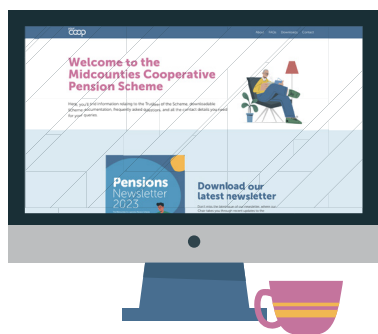 coop
News FAQs Downloads Contact
Welcome to the
Midcounties Cooperative
Pension Scheme
Here, you'll find information relating to the Trustees of the Scheme, downloadable
Scheme documentation, frequently asked questions, and all the contact details you need
for your queries.
Pensions
Newsletter
2023
Download our
latest newsletter